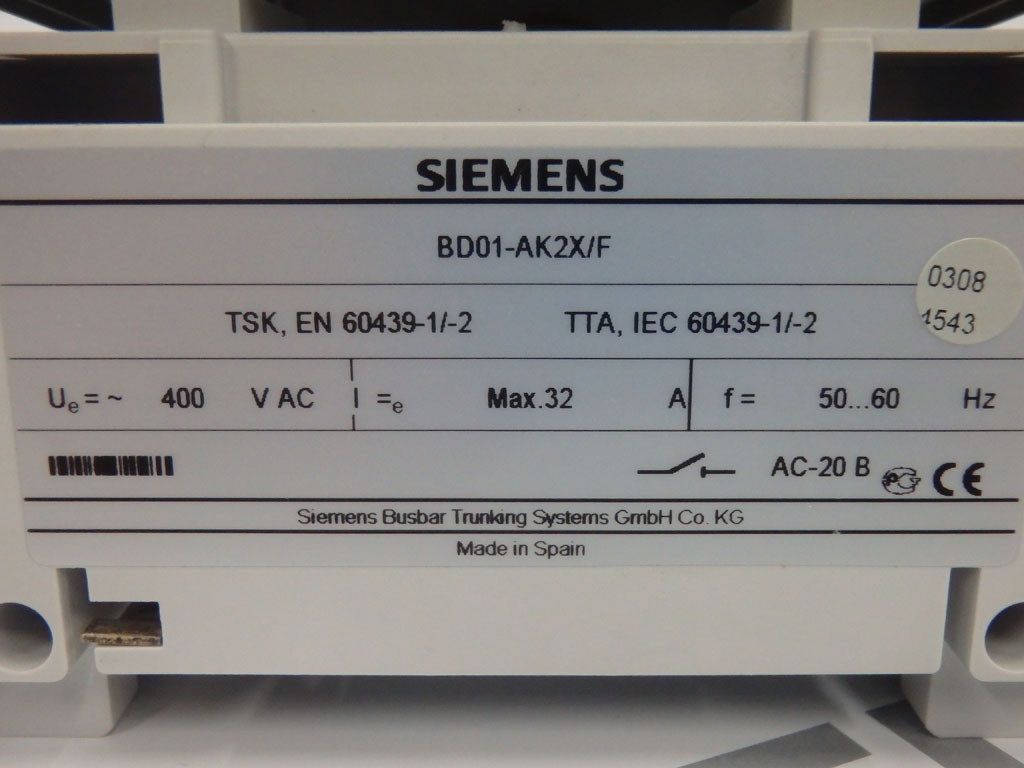 SIEMENS
BD01-AK2X/F
0308
4543
TSK, EN 60439-1/-2 TTA, IEC 60439-1/-2
Ue = ~ 400 V AC I =e Max.32 A f = 50...60 Hz
AC-20 B CE
Siemens Busbar Trunking Systems GmbH Co. KG
Made in Spain